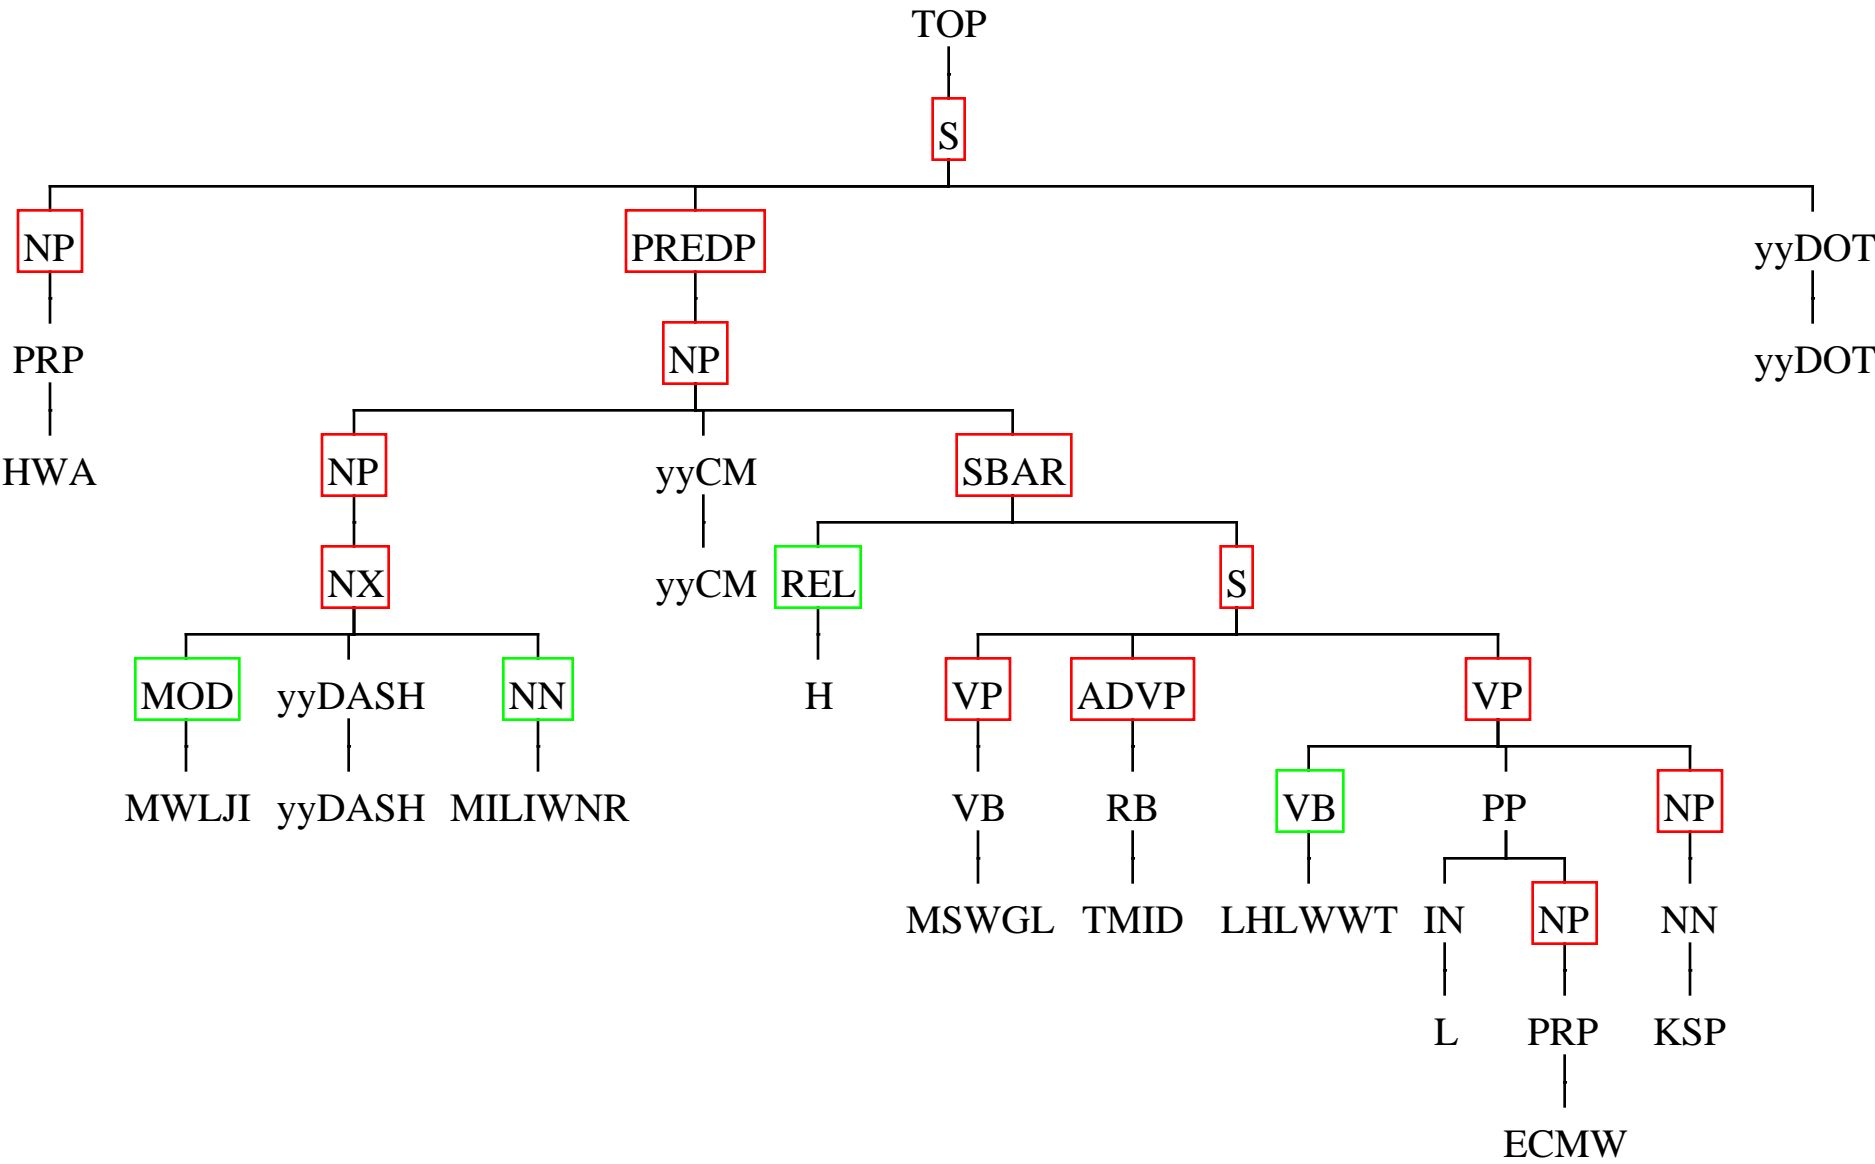 TOP
S
NP PREDP yyDOT
PRP NP yyDOT
HWA NP yyCM SBAR
NX yyCM REL S
MOD yyDASH NN H VP ADVP VP
MWLJI yyDASH MILIWNR VB RB VB PP NP
MSWGL TMID LHLWWT IN NP NN
L PRP KSP
ECMW